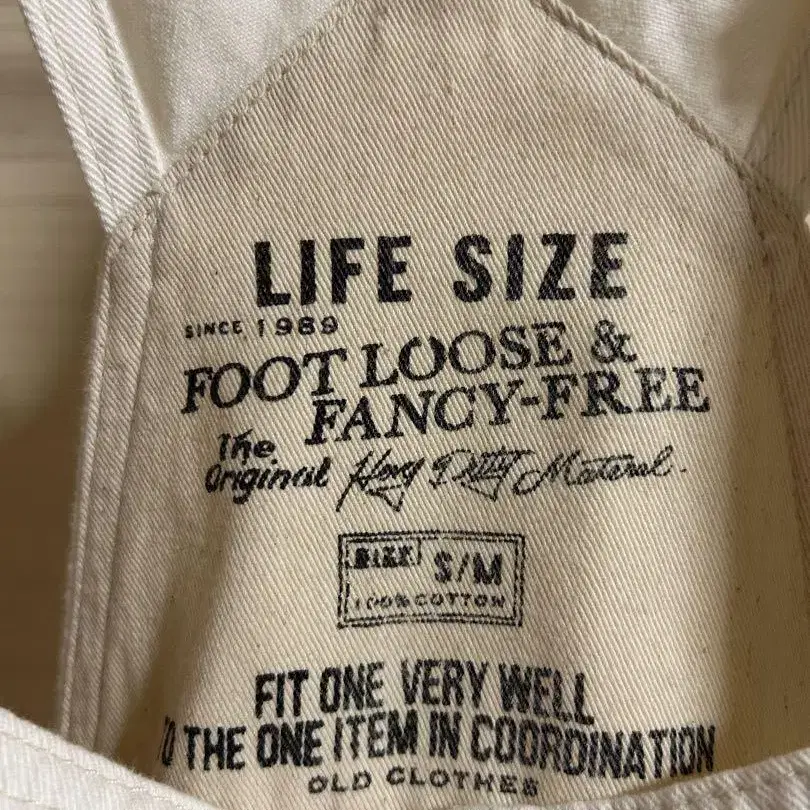 LIFE SIZE
SINCE 1989
FOOT LOOSE &
FANCY-FREE
The
Original Material.
SIZE S/M
100% COTTON
FIT ONE VERY WELL
THE ONE ITEM IN COORDINATION
OLD CLOTHES